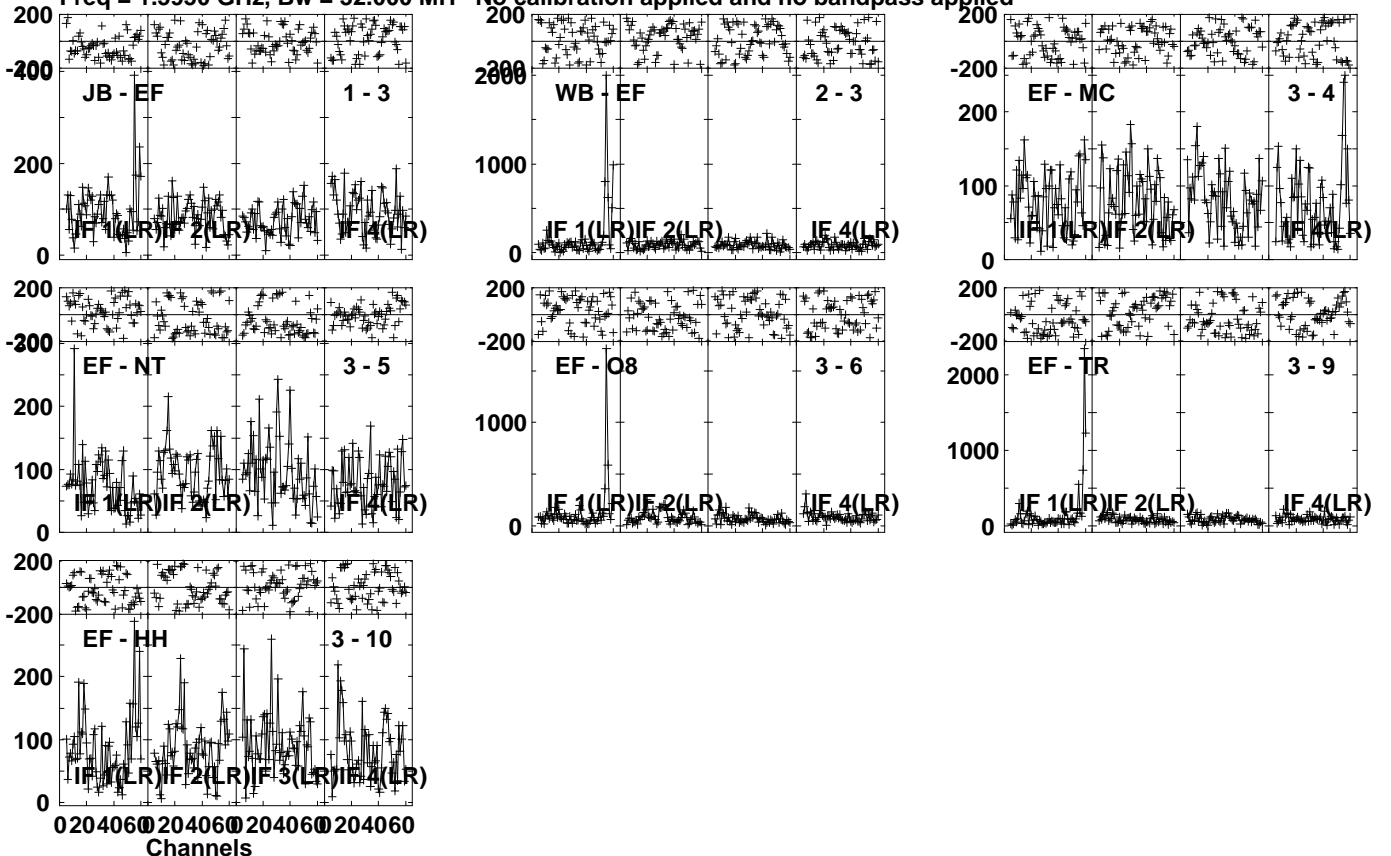 Freq = 1.5950 GHz, Bw = 32.000 MH No calibration applied and no bandpass applied
200
-200
400
JB - EF
1 - 3
200
0
IF 1(LR)
IF 2(LR)
IF 4(LR)
200
-200
2000
WB - EF
2 - 3
1000
0
IF 1(LR)
IF 2(LR)
IF 4(LR)
200
-200
EF - MC
3 - 4
200
100
0
IF 1(LR)
IF 2(LR)
IF 4(LR)
200
-200
300
EF - NT
3 - 5
200
100
0
IF 1(LR)
IF 2(LR)
IF 4(LR)
200
-200
EF - O8
3 - 6
1000
0
IF 1(LR)
IF 2(LR)
IF 4(LR)
200
-200
EF - TR
3 - 9
2000
1000
0
IF 1(LR)
IF 2(LR)
IF 4(LR)
200
-200
EF - HH
3 - 10
200
100
0
IF 1(LR)
IF 2(LR)
IF 3(LR)
IF 4(LR)
0 20 40 60 0 20 40 60 0 20 40 60 0 20 40 60
Channels